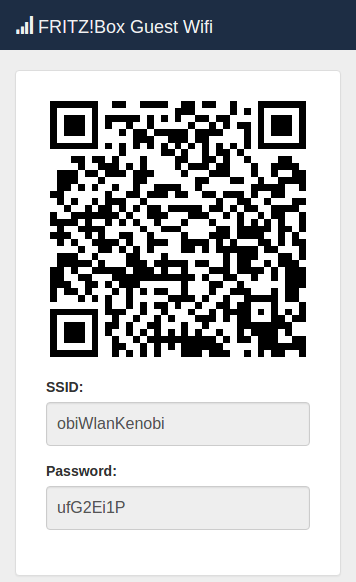 FRITZ!Box Guest Wifi
SSID:
obiWlanKenobi
Password:
ufG2Ei1P